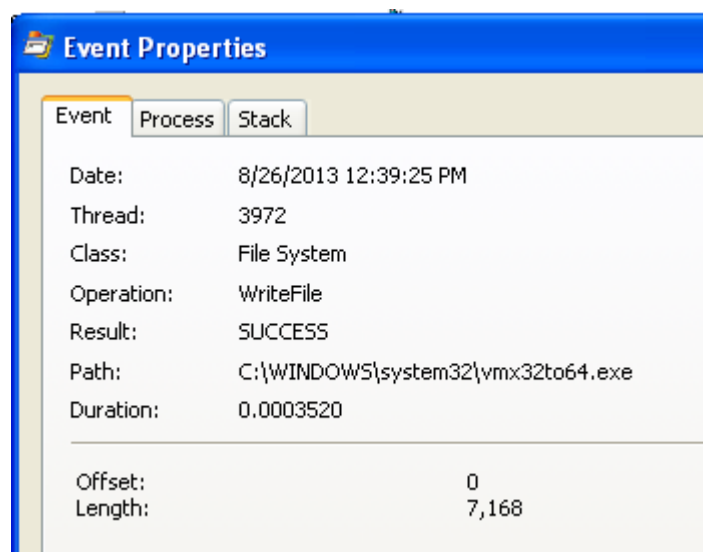 Event Properties
Event Process Stack
Date: 8/26/2013 12:39:25 PM
Thread: 3972
Class: File System
Operation: WriteFile
Result: SUCCESS
Path: C:\WINDOWS\system32\vmx32to64.exe
Duration: 0.0003520
Offset: 0
Length: 7,168